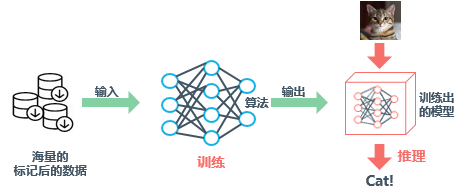 海量的
标记后的数据
输入
算法
训练
输出
训练出
的模型
推理
Cat!